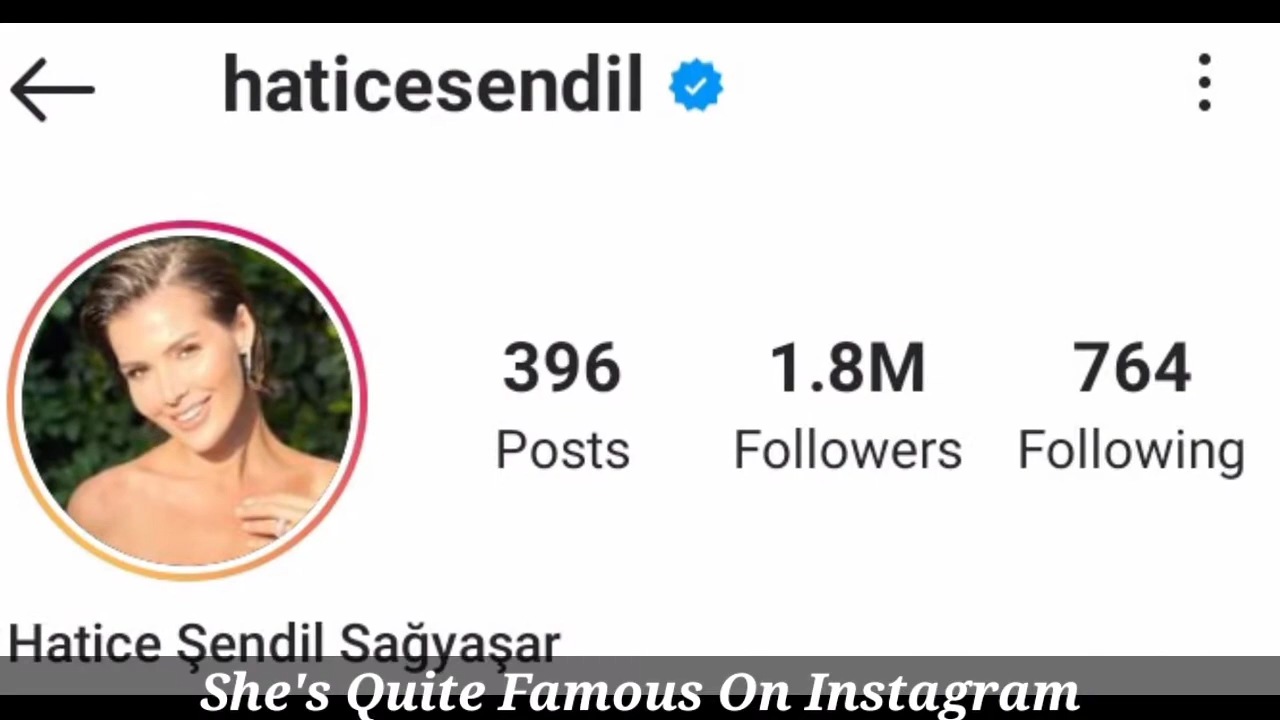 haticesendil
396 1.8M 764
Posts Followers Following
Hatice Şendil Sağyaşar
She's Quite Famous On Instagram